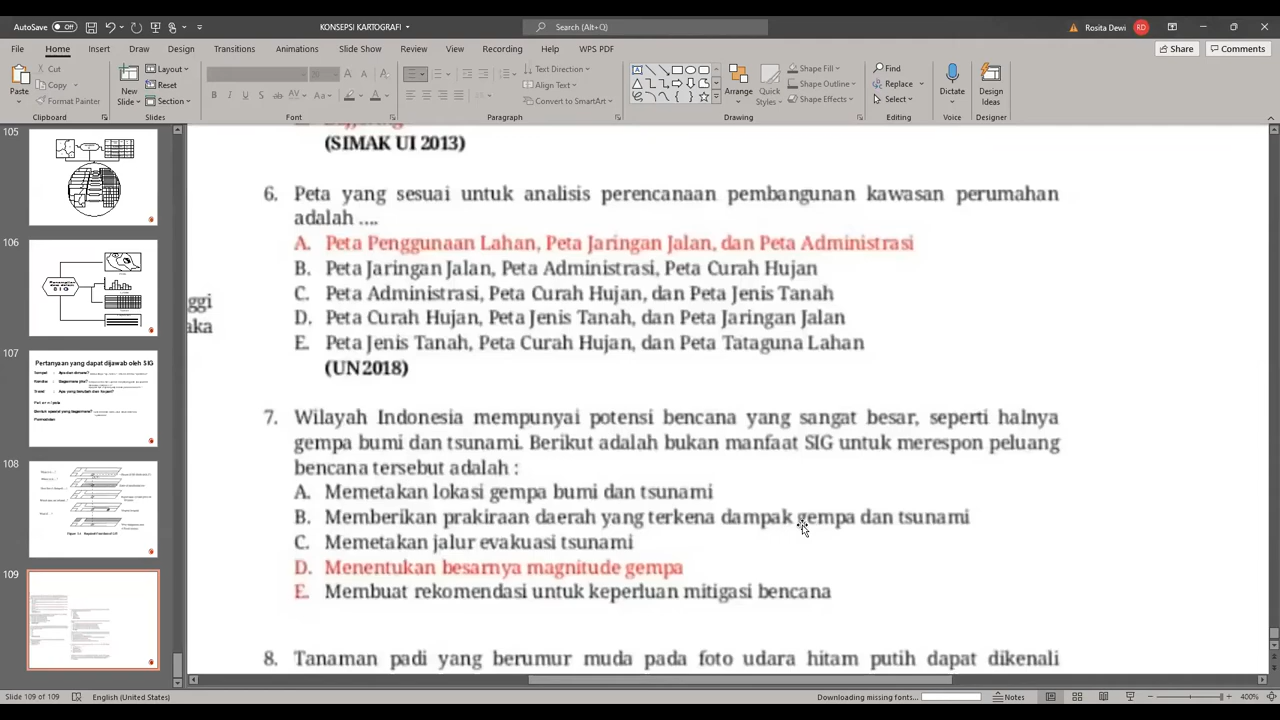 AutoSave Off
KONSEPSI KARTOGRAFI
Search (Alt+Q)
Rosita Dewi RD
File Home Insert Draw Design Transitions Animations Slide Show Review View Recording Help WPS PDF
Share Comments
Paste
Cut
Copy
Format Painter
Clipboard
New Slide
Layout
Reset
Section
Slides
B I U S ab AV Aa A
Font
Text Direction
Align Text
Convert to SmartArt
Paragraph
Arrange
Quick Styles
Shape Fill
Shape Outline
Shape Effects
Drawing
Find
Replace
Select
Editing
Dictate
Voice
Design Ideas
Designer
105
106
107
Pertanyaan yang dapat dijawab oleh SIG
108
109
ggi
aka
(SIMAK UI 2013)
6. Peta yang sesuai untuk analisis perencanaan pembangunan kawasan perumahan
adalah ....
A. Peta Penggunaan Lahan, Peta Jaringan Jalan, dan Peta Administrasi
B. Peta Jaringan Jalan, Peta Administrasi, Peta Curah Hujan
C. Peta Administrasi, Peta Curah Hujan, dan Peta Jenis Tanah
D. Peta Curah Hujan, Peta Jenis Tanah, dan Peta Jaringan Jalan
E. Peta Jenis Tanah, Peta Curah Hujan, dan Peta Tataguna Lahan
(UN2018)
7. Wilayah Indonesia mempunyai potensi bencana yang sangat besar, seperti halnya
gempa bumi dan tsunami. Berikut adalah bukan manfaat SIG untuk merespon peluang
bencana tersebut adalah :
A. Memetakan lokasi gempa bumi dan tsunami
B. Memberikan prakiraan daerah yang terkena dampak gempa dan tsunami
C. Memetakan jalur evakuasi tsunami
D. Menentukan besarnya magnitude gempa
E. Membuat rekomendasi untuk keperluan mitigasi bencana
8. Tanaman padi yang berumur muda pada foto udara hitam putih dapat dikenali
Slide 109 of 109
English (United States)
Downloading missing fonts...
Notes
400%